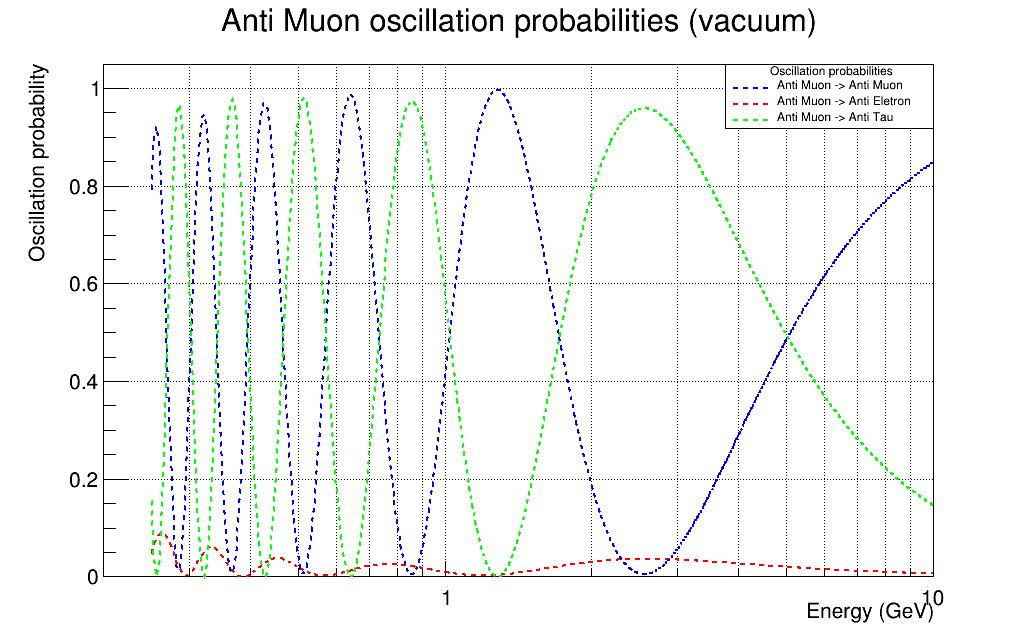 Anti Muon oscillation probabilities (vacuum)
Oscillation probability
1
0.8
0.6
0.4
0.2
0
Oscillation probabilities
Anti Muon -> Anti Muon
Anti Muon -> Anti Eletron
Anti Muon -> Anti Tau
1
10
Energy (GeV)